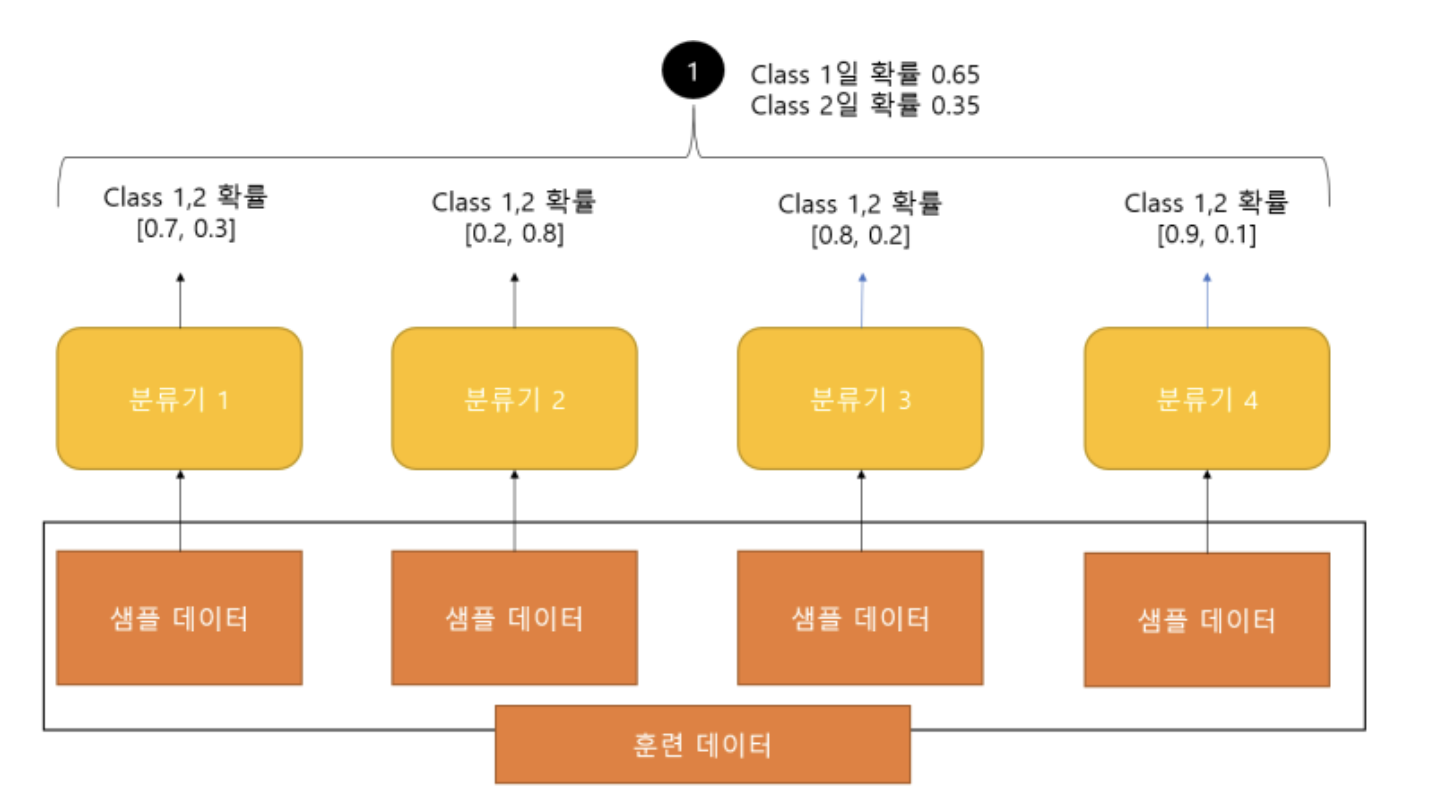 1
Class 1일 확률 0.65
Class 2일 확률 0.35
Class 1,2 확률
[0.7, 0.3]
Class 1,2 확률
[0.2, 0.8]
Class 1,2 확률
[0.8, 0.2]
Class 1,2 확률
[0.9, 0.1]
분류기 1
분류기 2
분류기 3
분류기 4
샘플 데이터
샘플 데이터
샘플 데이터
샘플 데이터
훈련 데이터